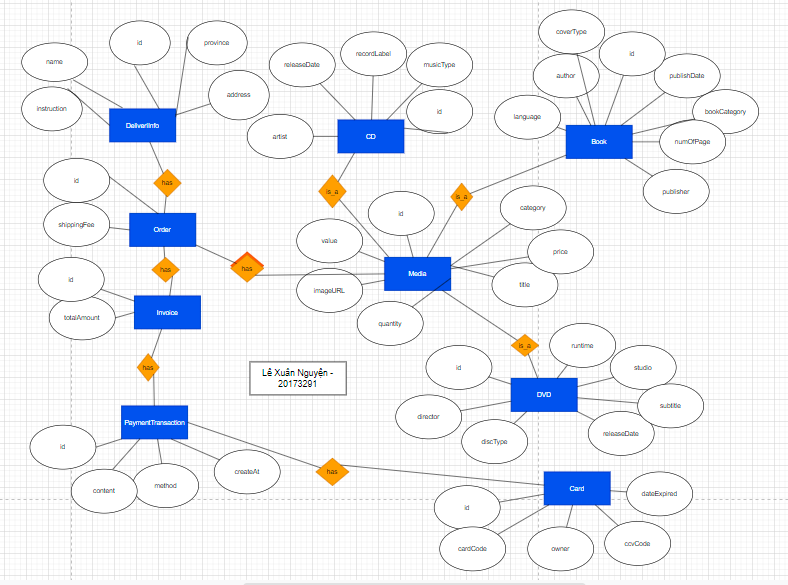 coverType
id
province
recordLabel
id
name
releaseDate
musicType
author
publishDate
instruction
address
id
bookCategory
language
DeliverInfo
artist
CD
Book
numOfPage
id
has
is_a
is_a
publisher
shippingFee
Order
id
category
value
has
has
price
id
Media
title
imageURL
totalAmount
Invoice
quantity
is_a
runtime
has
id
studio
Lê Xuân Nguyện -
20173291
DVD
subtitle
director
PaymentTransaction
releaseDate
discType
id
createAt
has
content
method
Card
dateExpired
id
cardCode
owner
ccvCode